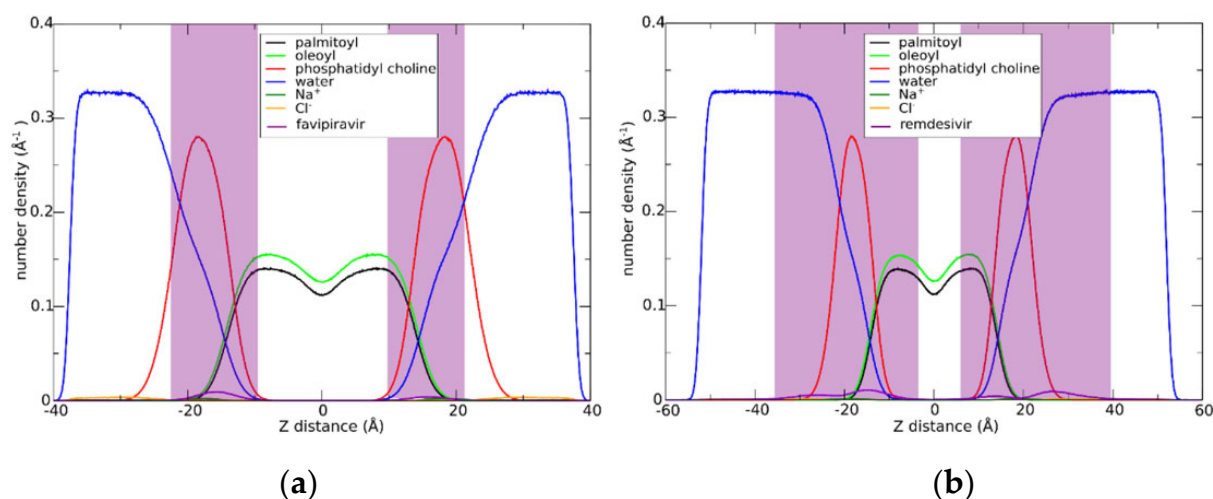 0.4
0.3
0.2
0.1
0
number density (Å⁻¹)
palmitoyl
oleoyl
phosphatidyl choline
water
Na⁺
Cl⁻
favipiravir
-40 -20 0 20 40
Z distance (Å)
(a)
0.4
0.3
0.2
0.1
0
number density (Å⁻¹)
palmitoyl
oleoyl
phosphatidyl choline
water
Na⁺
Cl⁻
remdesivir
-60 -40 -20 0 20 40 60
Z distance (Å)
(b)